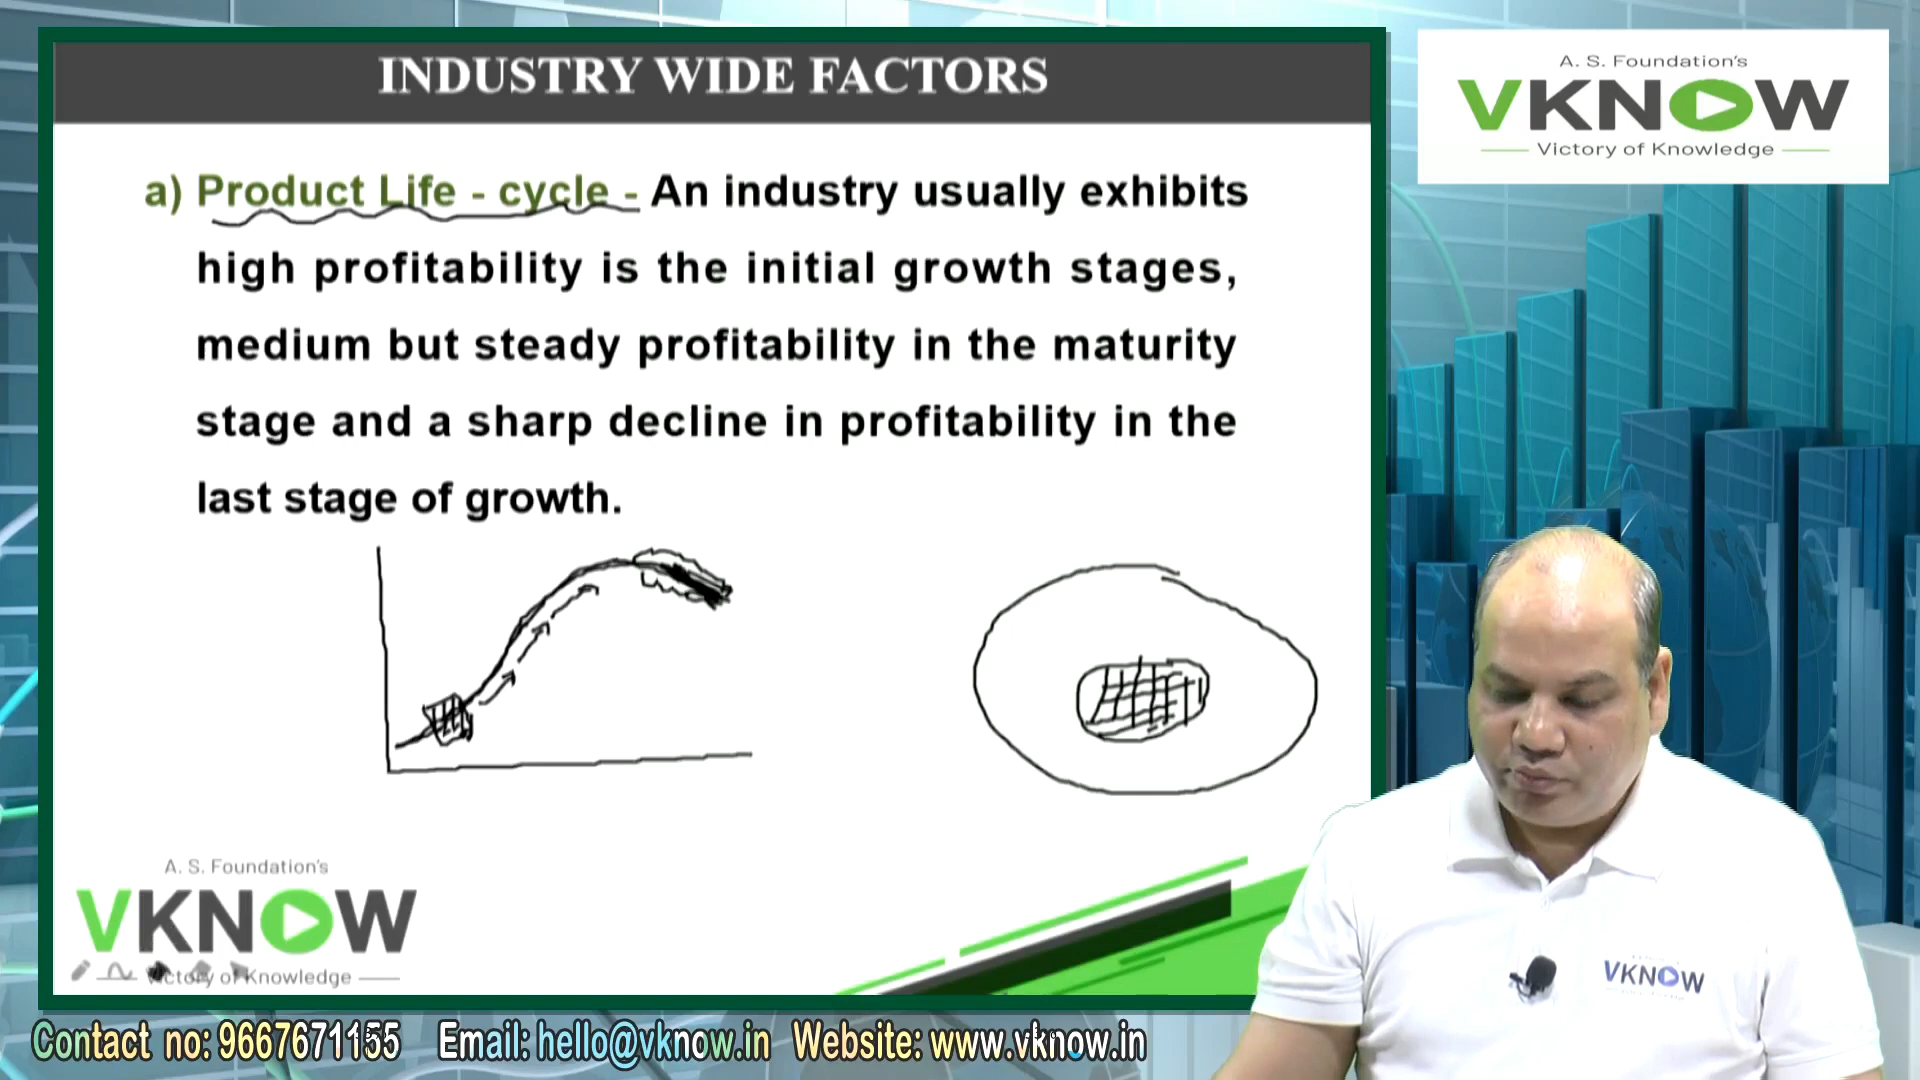 INDUSTRY WIDE FACTORS
A. S. Foundation's
VKNOW
Victory of Knowledge
a) Product Life - cycle - An industry usually exhibits
high profitability is the initial growth stages,
medium but steady profitability in the maturity
stage and a sharp decline in profitability in the
last stage of growth.
A. S. Foundation's
VKNOW
Victory of Knowledge
VKNOW
Contact no: 9667671155 Email: hello@vknow.in Website: www.vknow.in